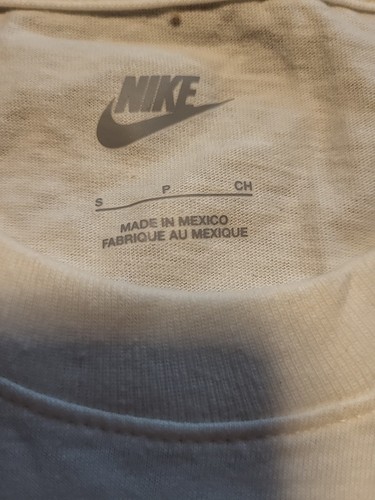 NIKE
S P CH
MADE IN MEXICO
FABRIQUE AU MEXIQUE